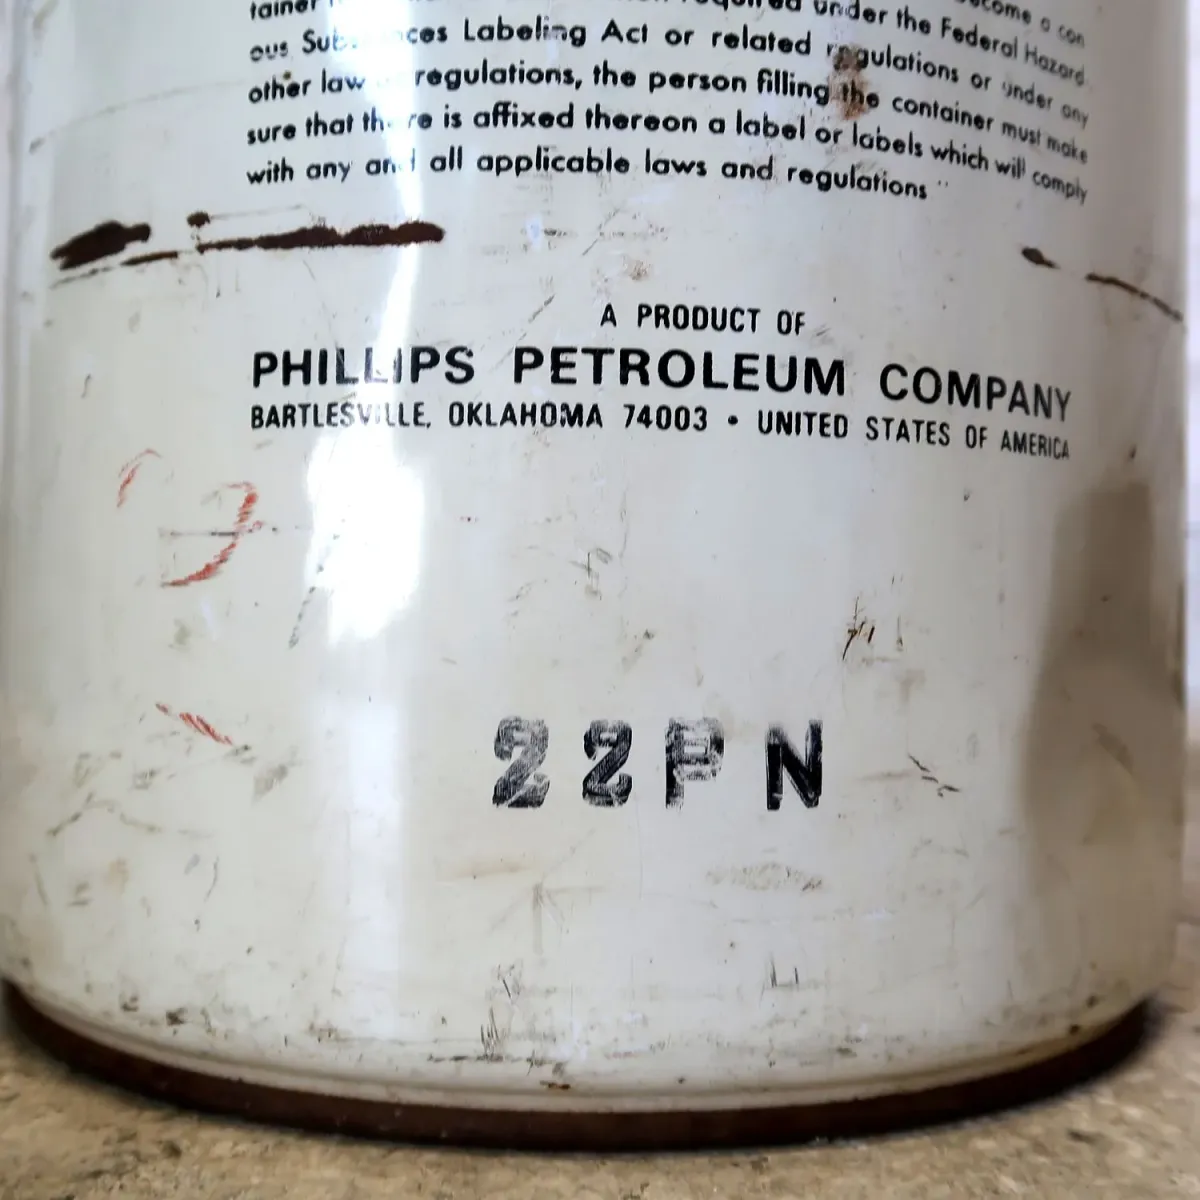 required under the Federal Hazard
ous Labeling Act or related regulations or under any
other law regulations, the person filling the container must make
sure that there is affixed thereon a label or labels which will comply
with any and all applicable laws and regulations"
A PRODUCT OF
PHILLIPS PETROLEUM COMPANY
BARTLESVILLE, OKLAHOMA 74003 • UNITED STATES OF AMERICA
22PN